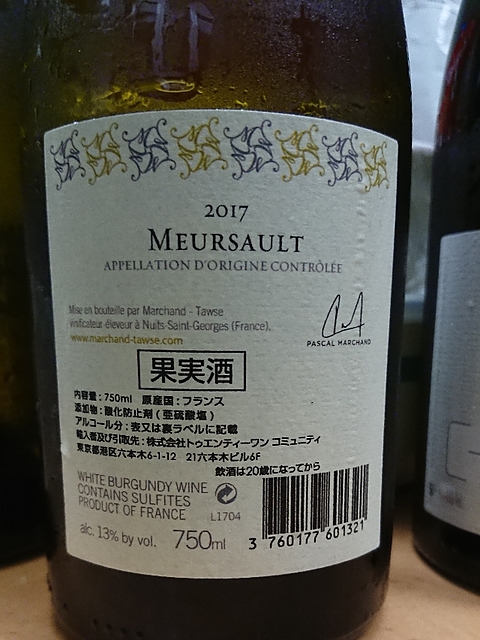 2017
MEURSAULT
APPELLATION D'ORIGINE CONTRÔLÉE
Mise en bouteille par Marchand - Tawse
vinificateur-éleveur à Nuits-Saint-Georges (France).
www.marchand-tawse.com
PASCAL MARCHAND
果実酒
内容量：750ml 原産国：フランス
添加物：酸化防止剤（亜硫酸塩）
アルコール分：表又は裏ラベルに記載
輸入者及び引取先：株式会社トゥエンティーワン コミュニティ
東京都港区六本木6-1-12 21六本木ビル6F
飲酒は20歳になってから
WHITE BURGUNDY WINE
CONTAINS SULFITES
PRODUCT OF FRANCE
L1704
alc. 13% by vol. 750ml
3 760177 601321